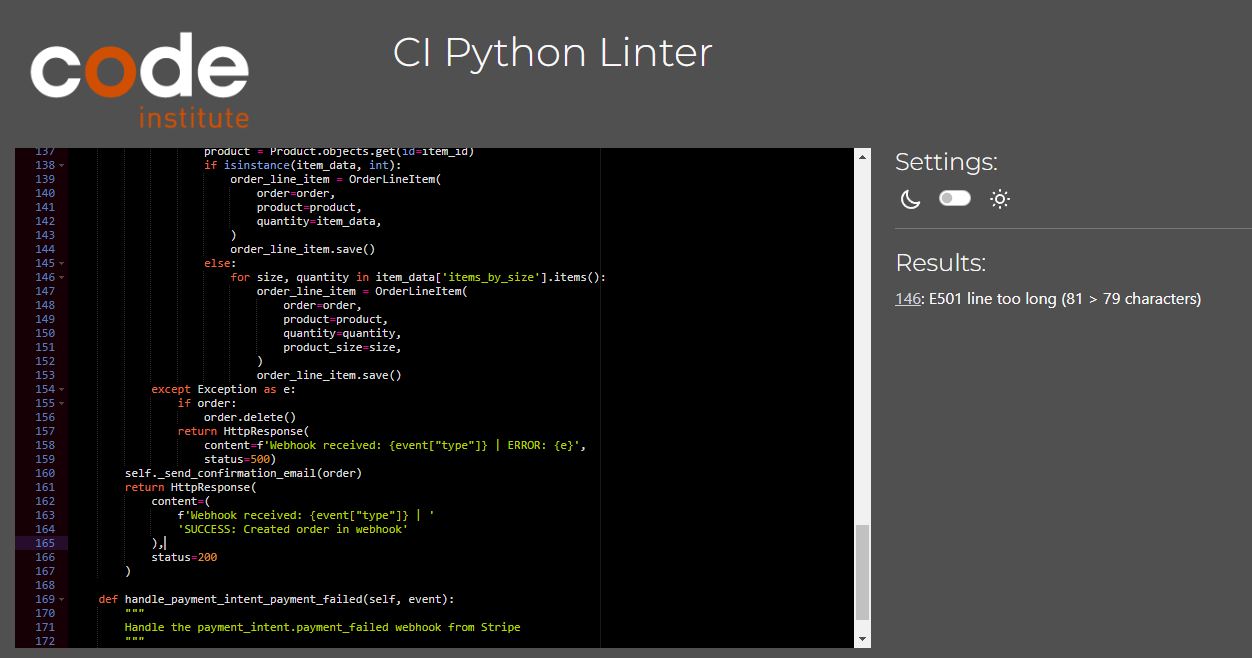 code
institute
CI Python Linter
137 product = Product.objects.get(id=item_id)
138 if isinstance(item_data, int):
139 order_line_item = OrderLineItem(
140 order=order,
141 product=product,
142 quantity=item_data,
143 )
144 order_line_item.save()
145 else:
146 for size, quantity in item_data['items_by_size'].items():
147 order_line_item = OrderLineItem(
148 order=order,
149 product=product,
150 quantity=quantity,
151 product_size=size,
152 )
153 order_line_item.save()
154 except Exception as e:
155 if order:
156 order.delete()
157 return HttpResponse(
158 content=f'Webhook received: {event["type"]} | ERROR: {e}',
159 status=500)
160 self._send_confirmation_email(order)
161 return HttpResponse(
162 content=(
163 f'Webhook received: {event["type"]} | '
164 'SUCCESS: Created order in webhook'
165 ),
166 status=200
167 )
168
169 def handle_payment_intent_payment_failed(self, event):
170 """
171 Handle the payment_intent.payment_failed webhook from Stripe
172 """
Settings:
Results:
146: E501 line too long (81 > 79 characters)